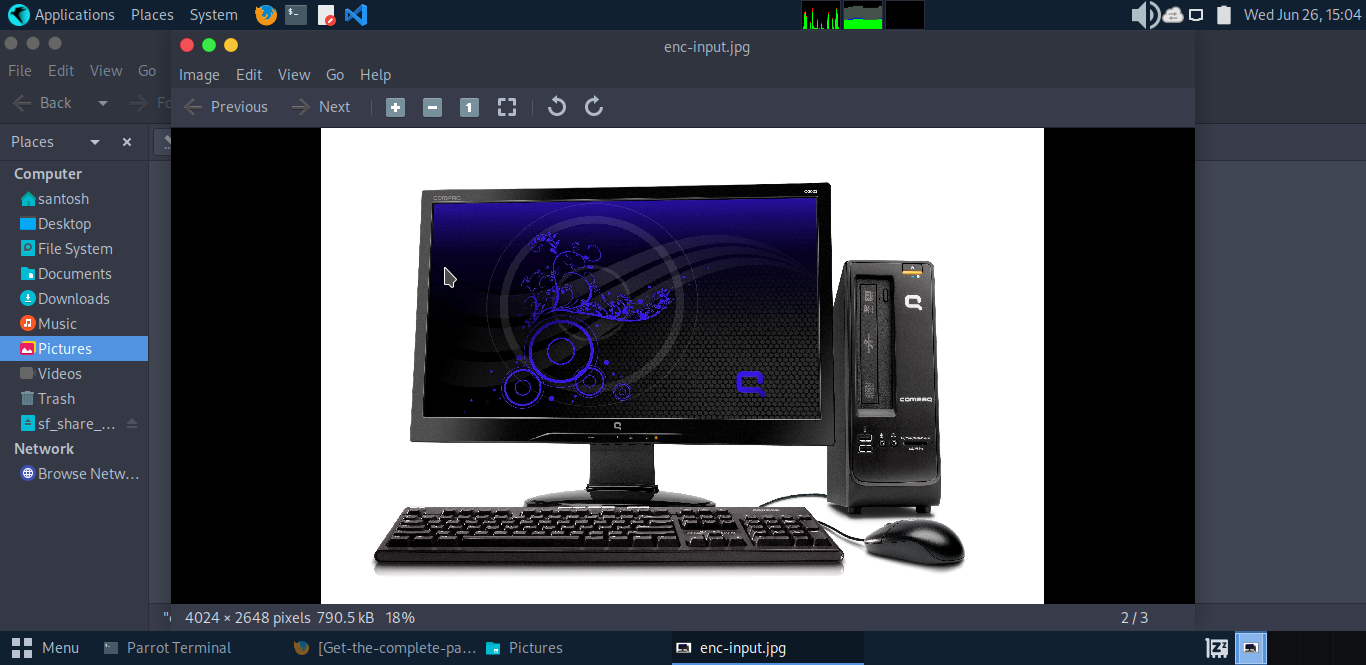 Applications Places System
Wed Jun 26, 15:04
enc-input.jpg
File Edit View Go
Image Edit View Go Help
Back
Previous Next 1
Places
Computer
santosh
Desktop
File System
Documents
Downloads
Music
Pictures
Videos
Trash
sf_share_...
Network
Browse Netw...
COMPAQ
COMPAQ
4024 × 2648 pixels 790.5 kB 18%
2 / 3
Menu Parrot Terminal [Get-the-complete-pa... Pictures enc-input.jpg